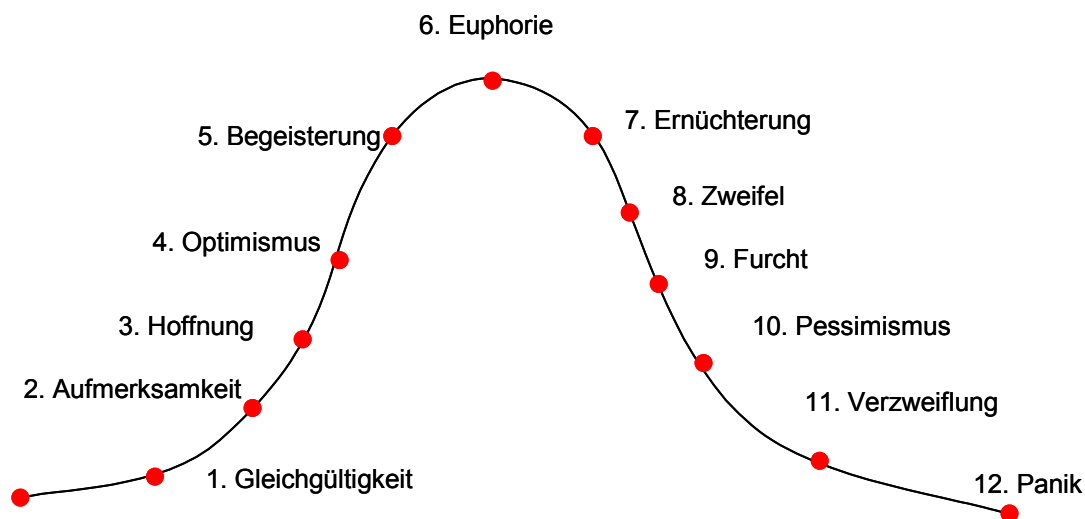 6. Euphorie
5. Begeisterung
7. Ernüchterung
8. Zweifel
4. Optimismus
9. Furcht
3. Hoffnung
10. Pessimismus
2. Aufmerksamkeit
11. Verzweiflung
1. Gleichgültigkeit
12. Panik